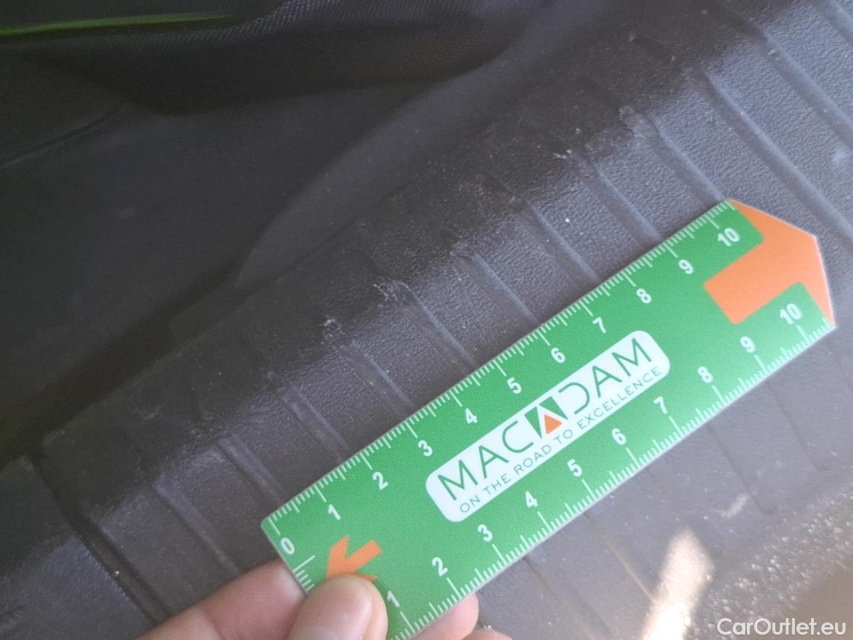 0 1 2 3 4 5 6 7 8 9 10
MACADAM
ON THE ROAD TO EXCELLENCE
1 2 3 4 5 6 7 8 9 10
CarOutlet.eu